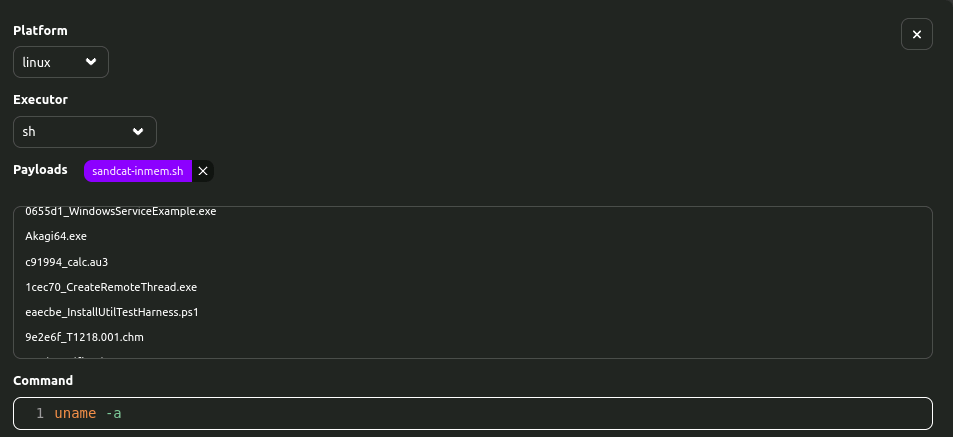 Platform
linux
Executor
sh
Payloads sandcat-inmem.sh
0655d1_WindowsServiceExample.exe
Akagi64.exe
c91994_calc.au3
1cec70_CreateRemoteThread.exe
eaecbe_InstallUtilTestHarness.ps1
9e2e6f_T1218.001.chm
Command
1 uname -a